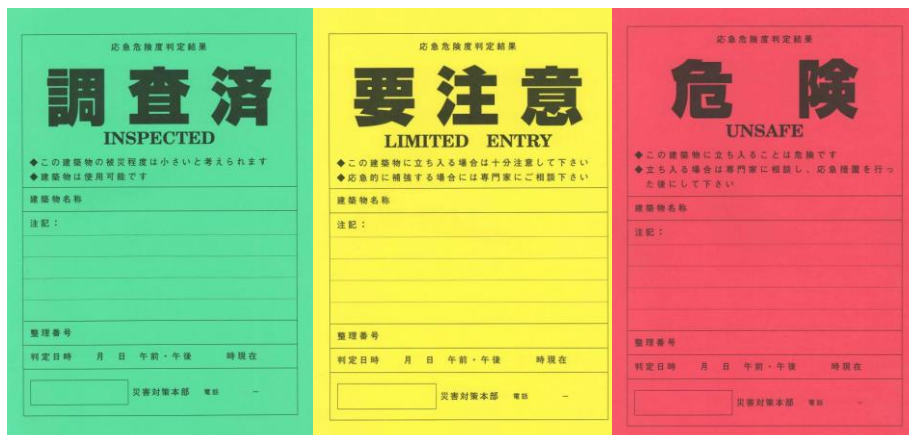 応急危険度判定結果
調査済
INSPECTED
◆この建築物の被災程度は小さいと考えられます
◆建築物は使用可能です
建築物名称
注記：
整理番号
判定日時 月 日 午前・午後 時現在
災害対策本部 電話 －
応急危険度判定結果
要注意
LIMITED ENTRY
◆この建築物に立ち入る場合は十分注意して下さい
◆応急的に補強する場合には専門家にご相談下さい
建築物名称
注記：
整理番号
判定日時 月 日 午前・午後 時現在
災害対策本部 電話 －
応急危険度判定結果
危険
UNSAFE
◆この建築物に立ち入ることは危険です
◆立ち入る場合は専門家に相談し、応急措置を行っ
た後にして下さい
建築物名称
注記：
整理番号
判定日時 月 日 午前・午後 時現在
災害対策本部 電話 －